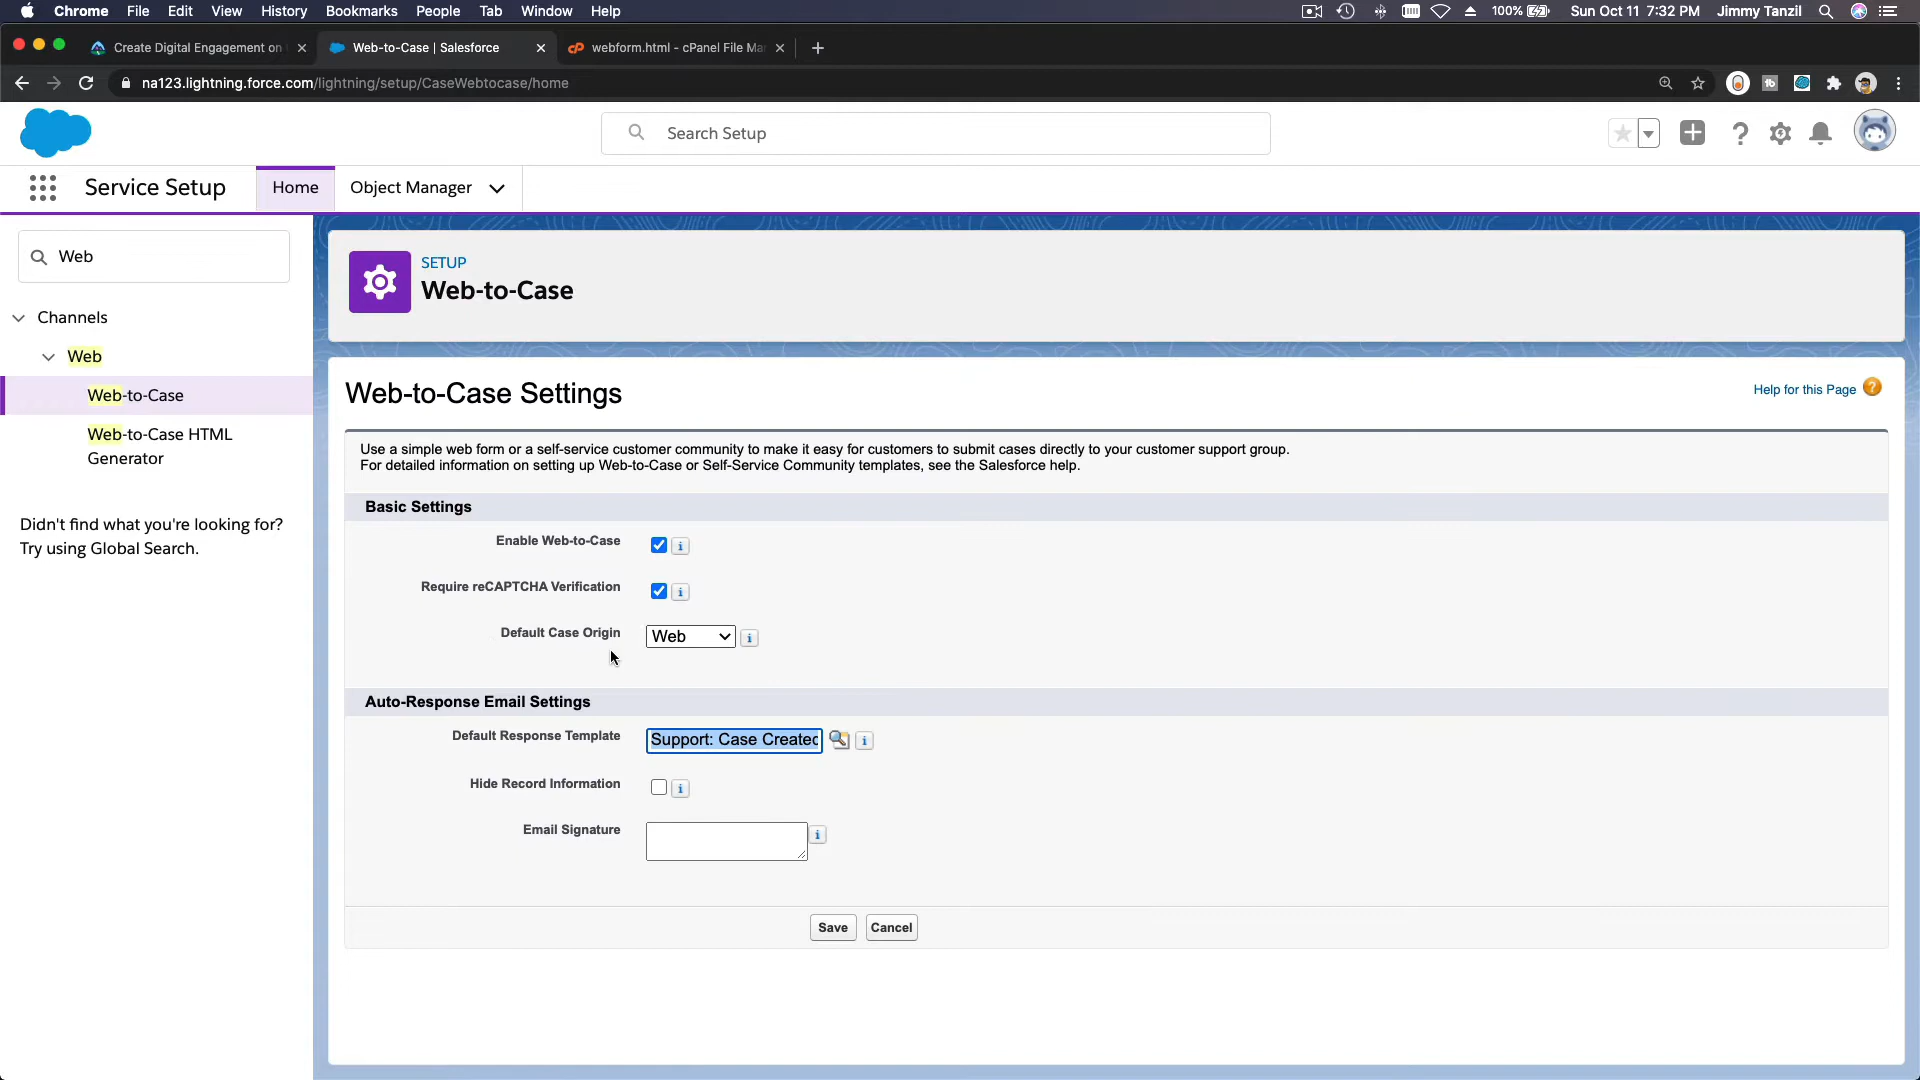 Chrome File Edit View History Bookmarks People Tab Window Help 100% Sun Oct 11 7:32 PM Jimmy Tanzil
Create Digital Engagement on Web-to-Case | Salesforce webform.html - cPanel File Ma
na123.lightning.force.com/lightning/setup/CaseWebtocase/home
Search Setup
Service Setup Home Object Manager
Web
Channels
Web
Web-to-Case
Web-to-Case HTML
Generator
Didn't find what you're looking for?
Try using Global Search.
SETUP
Web-to-Case
Web-to-Case Settings
Help for this Page
Use a simple web form or a self-service customer community to make it easy for customers to submit cases directly to your customer support group.
For detailed information on setting up Web-to-Case or Self-Service Community templates, see the Salesforce help.
Basic Settings
Enable Web-to-Case
Require reCAPTCHA Verification
Default Case Origin Web
Auto-Response Email Settings
Default Response Template Support: Case Created
Hide Record Information
Email Signature
Save Cancel